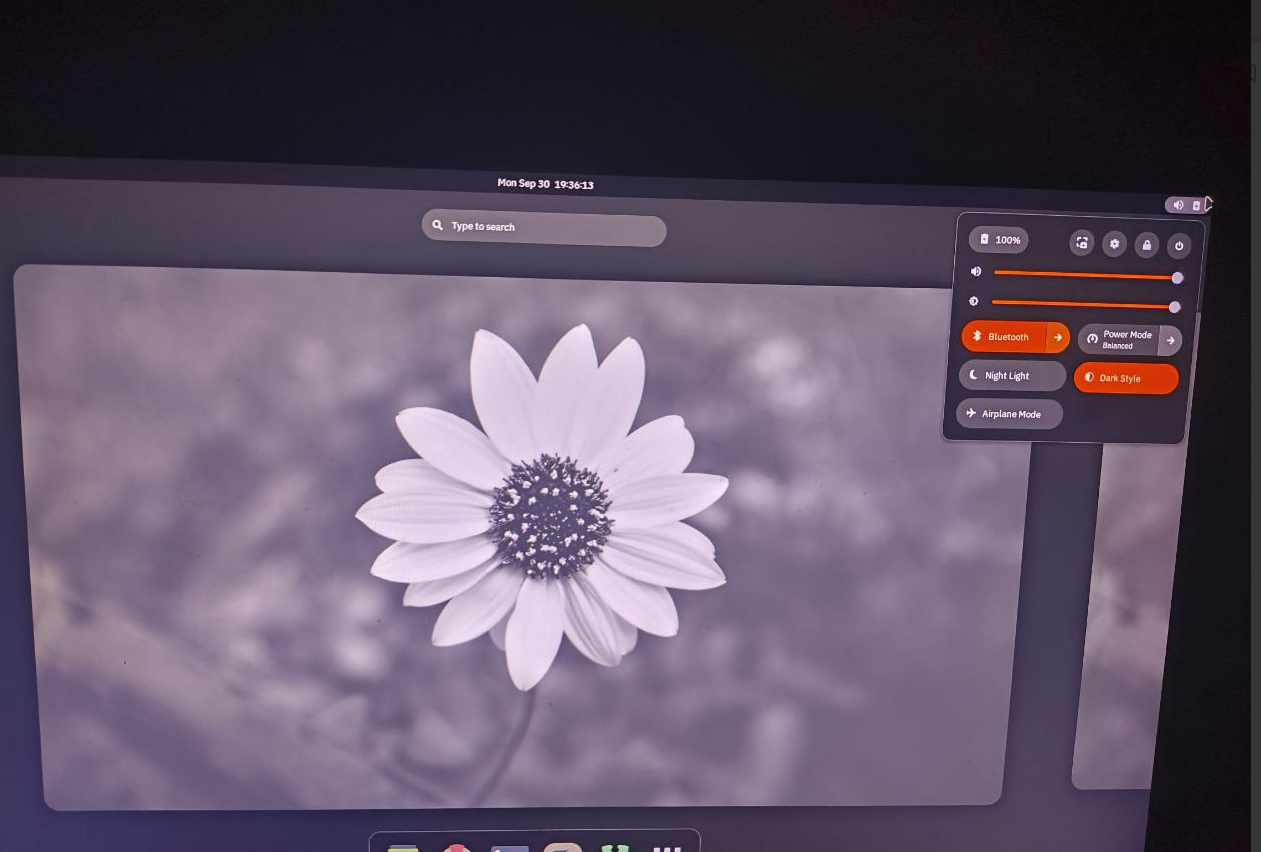 Mon Sep 30 19:36:13
Type to search
100%
Bluetooth
Power Mode
Balanced
Night Light
Dark Style
Airplane Mode